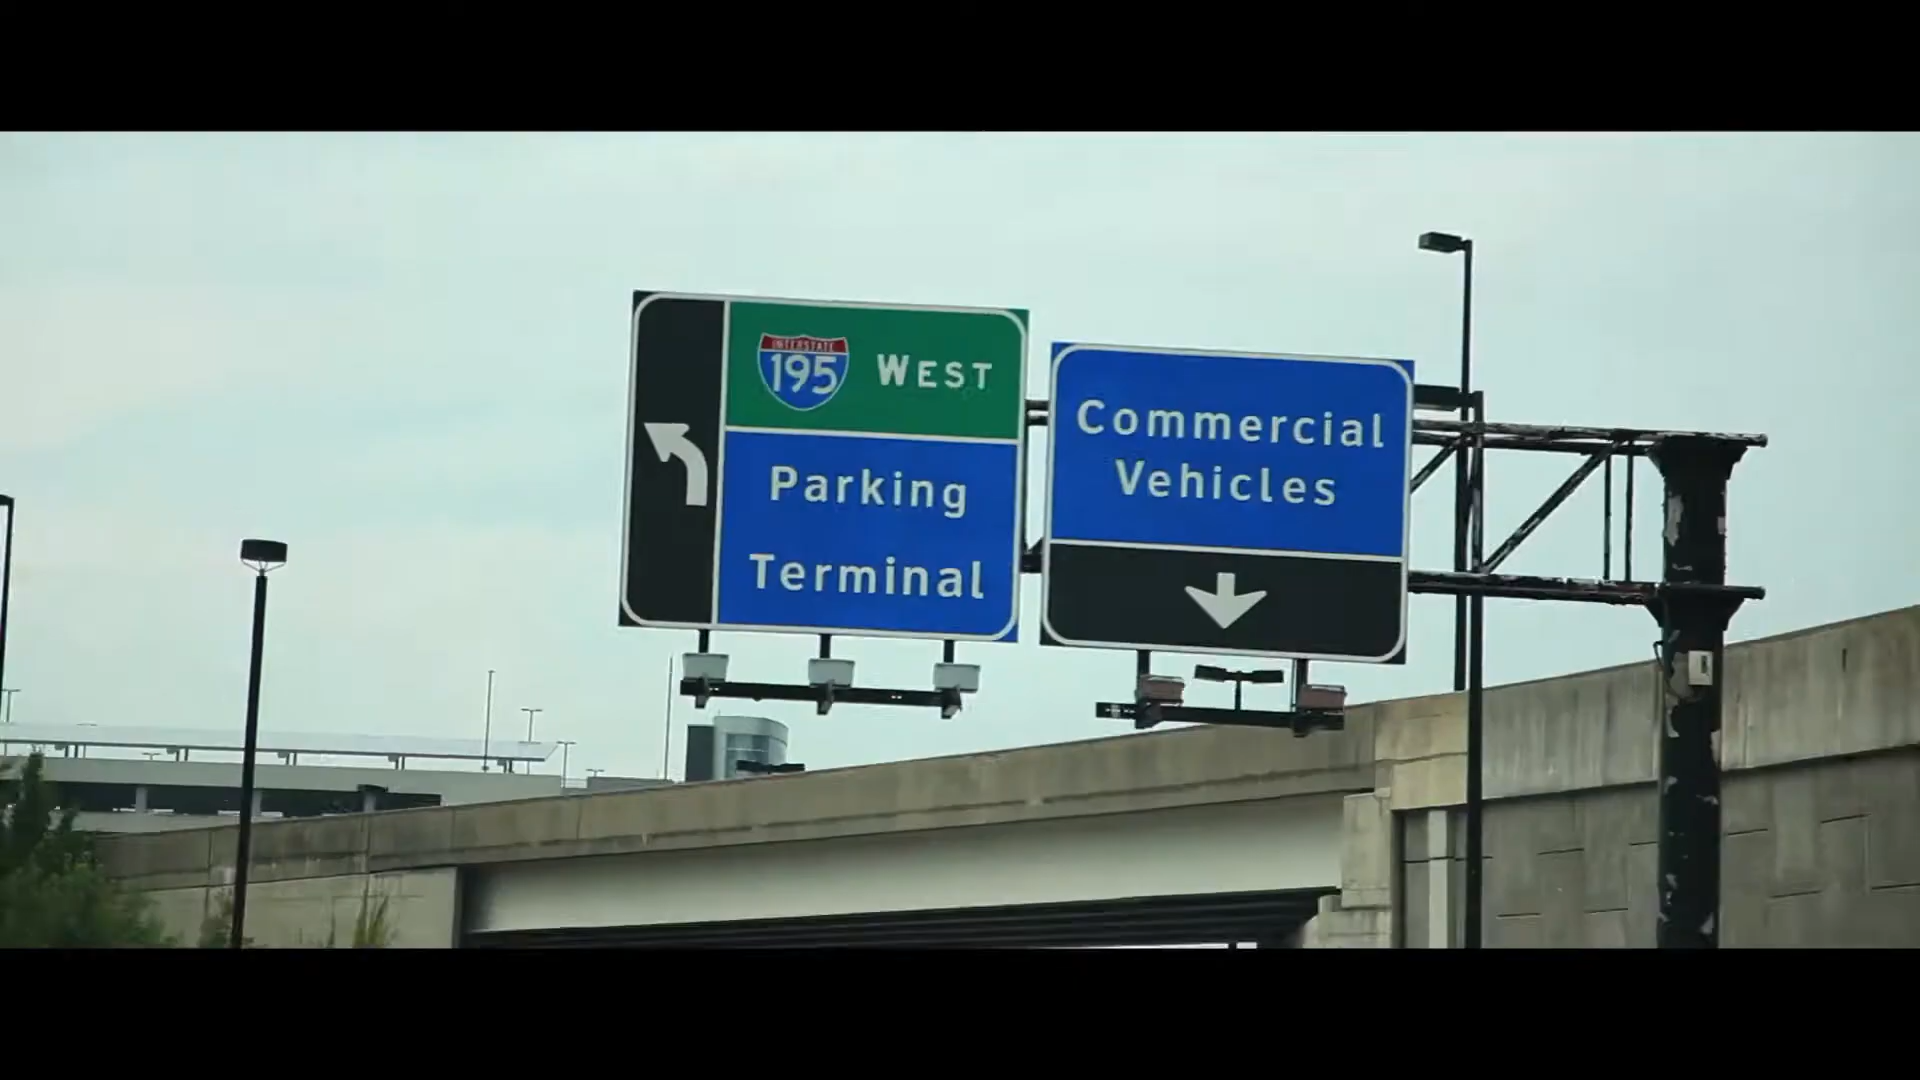 INTERSTATE
195 WEST
Parking
Terminal
Commercial
Vehicles